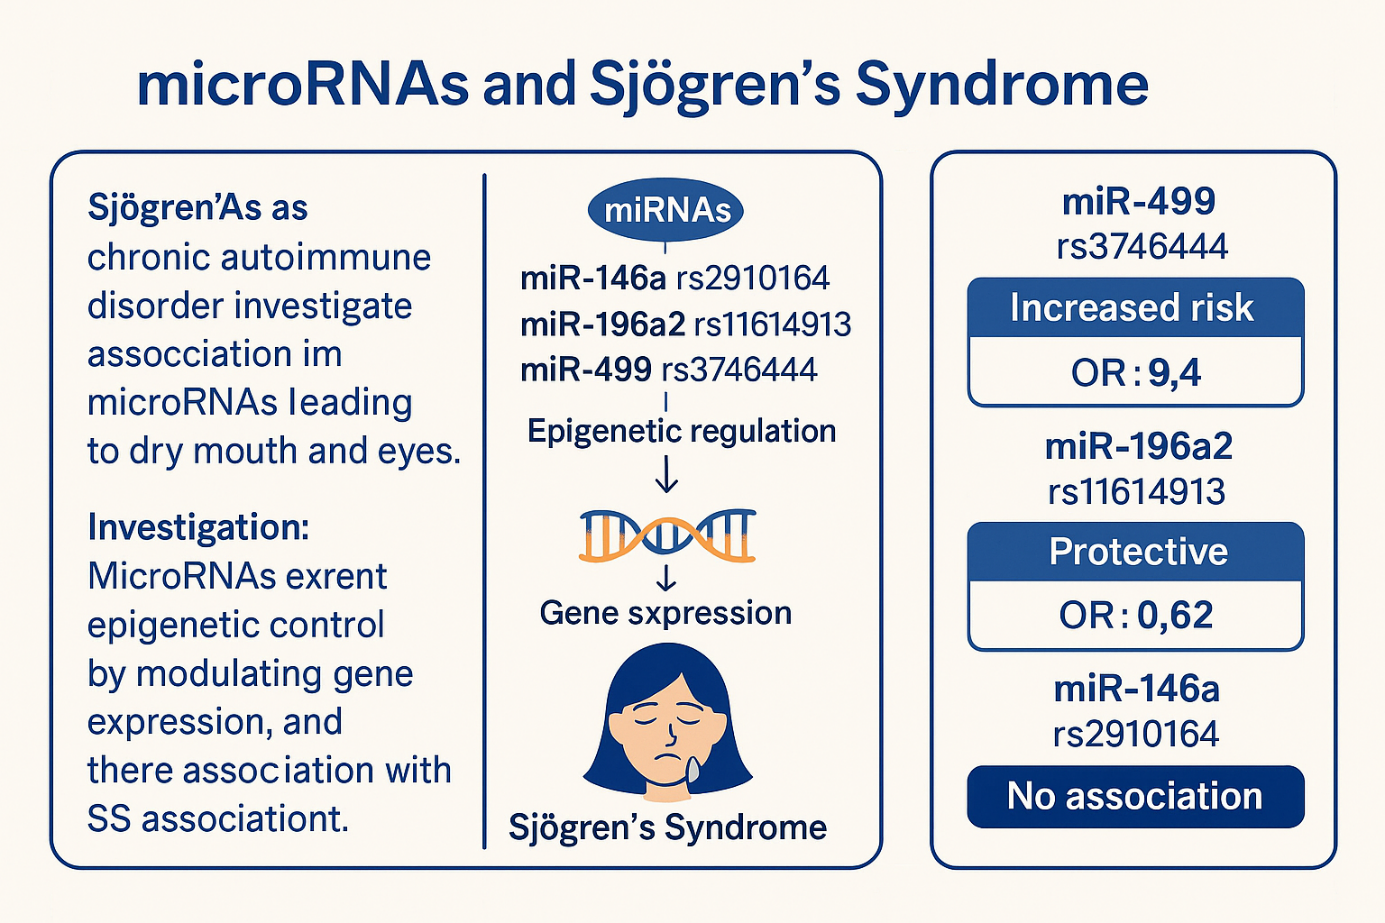 microRNAs and Sjögren's Syndrome
Sjögren'As as
chronic autoimmune
disorder investigate
assocciation im
microRNAs leading
to dry mouth and eyes.
Investigation:
MicroRNAs exrent
epigenetic control
by modulating gene
expression, and
there association with
SS associationt.
miRNAs
miR-146a rs2910164
miR-196a2 rs11614913
miR-499 rs3746444
Epigenetic regulation
Gene sxpression
Sjögren's Syndrome
miR-499
rs3746444
Increased risk
OR: 9,4
miR-196a2
rs11614913
Protective
OR: 0,62
miR-146a
rs2910164
No association